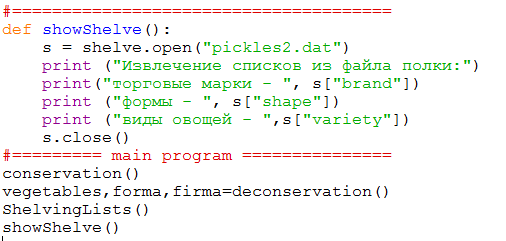 #==========================================
def showShelve():
    s = shelve.open("pickles2.dat")
    print ("Извлечение списков из файла полки:")
    print("торговые марки - ", s["brand"])
    print ("формы - ", s["shape"])
    print ("виды овощей - ",s["variety"])
    s.close()
#========= main program ===============
conservation()
vegetables,forma,firma=deconservation()
ShelvingLists()
showShelve()